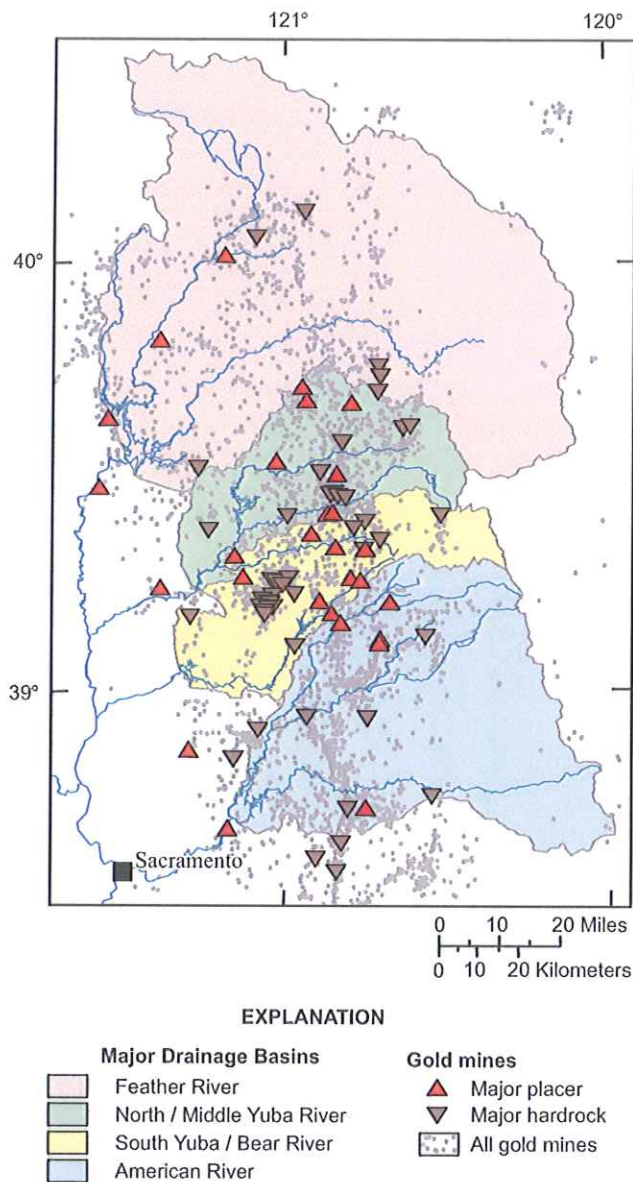 121°
120°
40°
39°
Sacramento
0 10 20 Miles
0 10 20 Kilometers
EXPLANATION
Major Drainage Basins
Feather River
North / Middle Yuba River
South Yuba / Bear River
American River
Gold mines
Major placer
Major hardrock
All gold mines